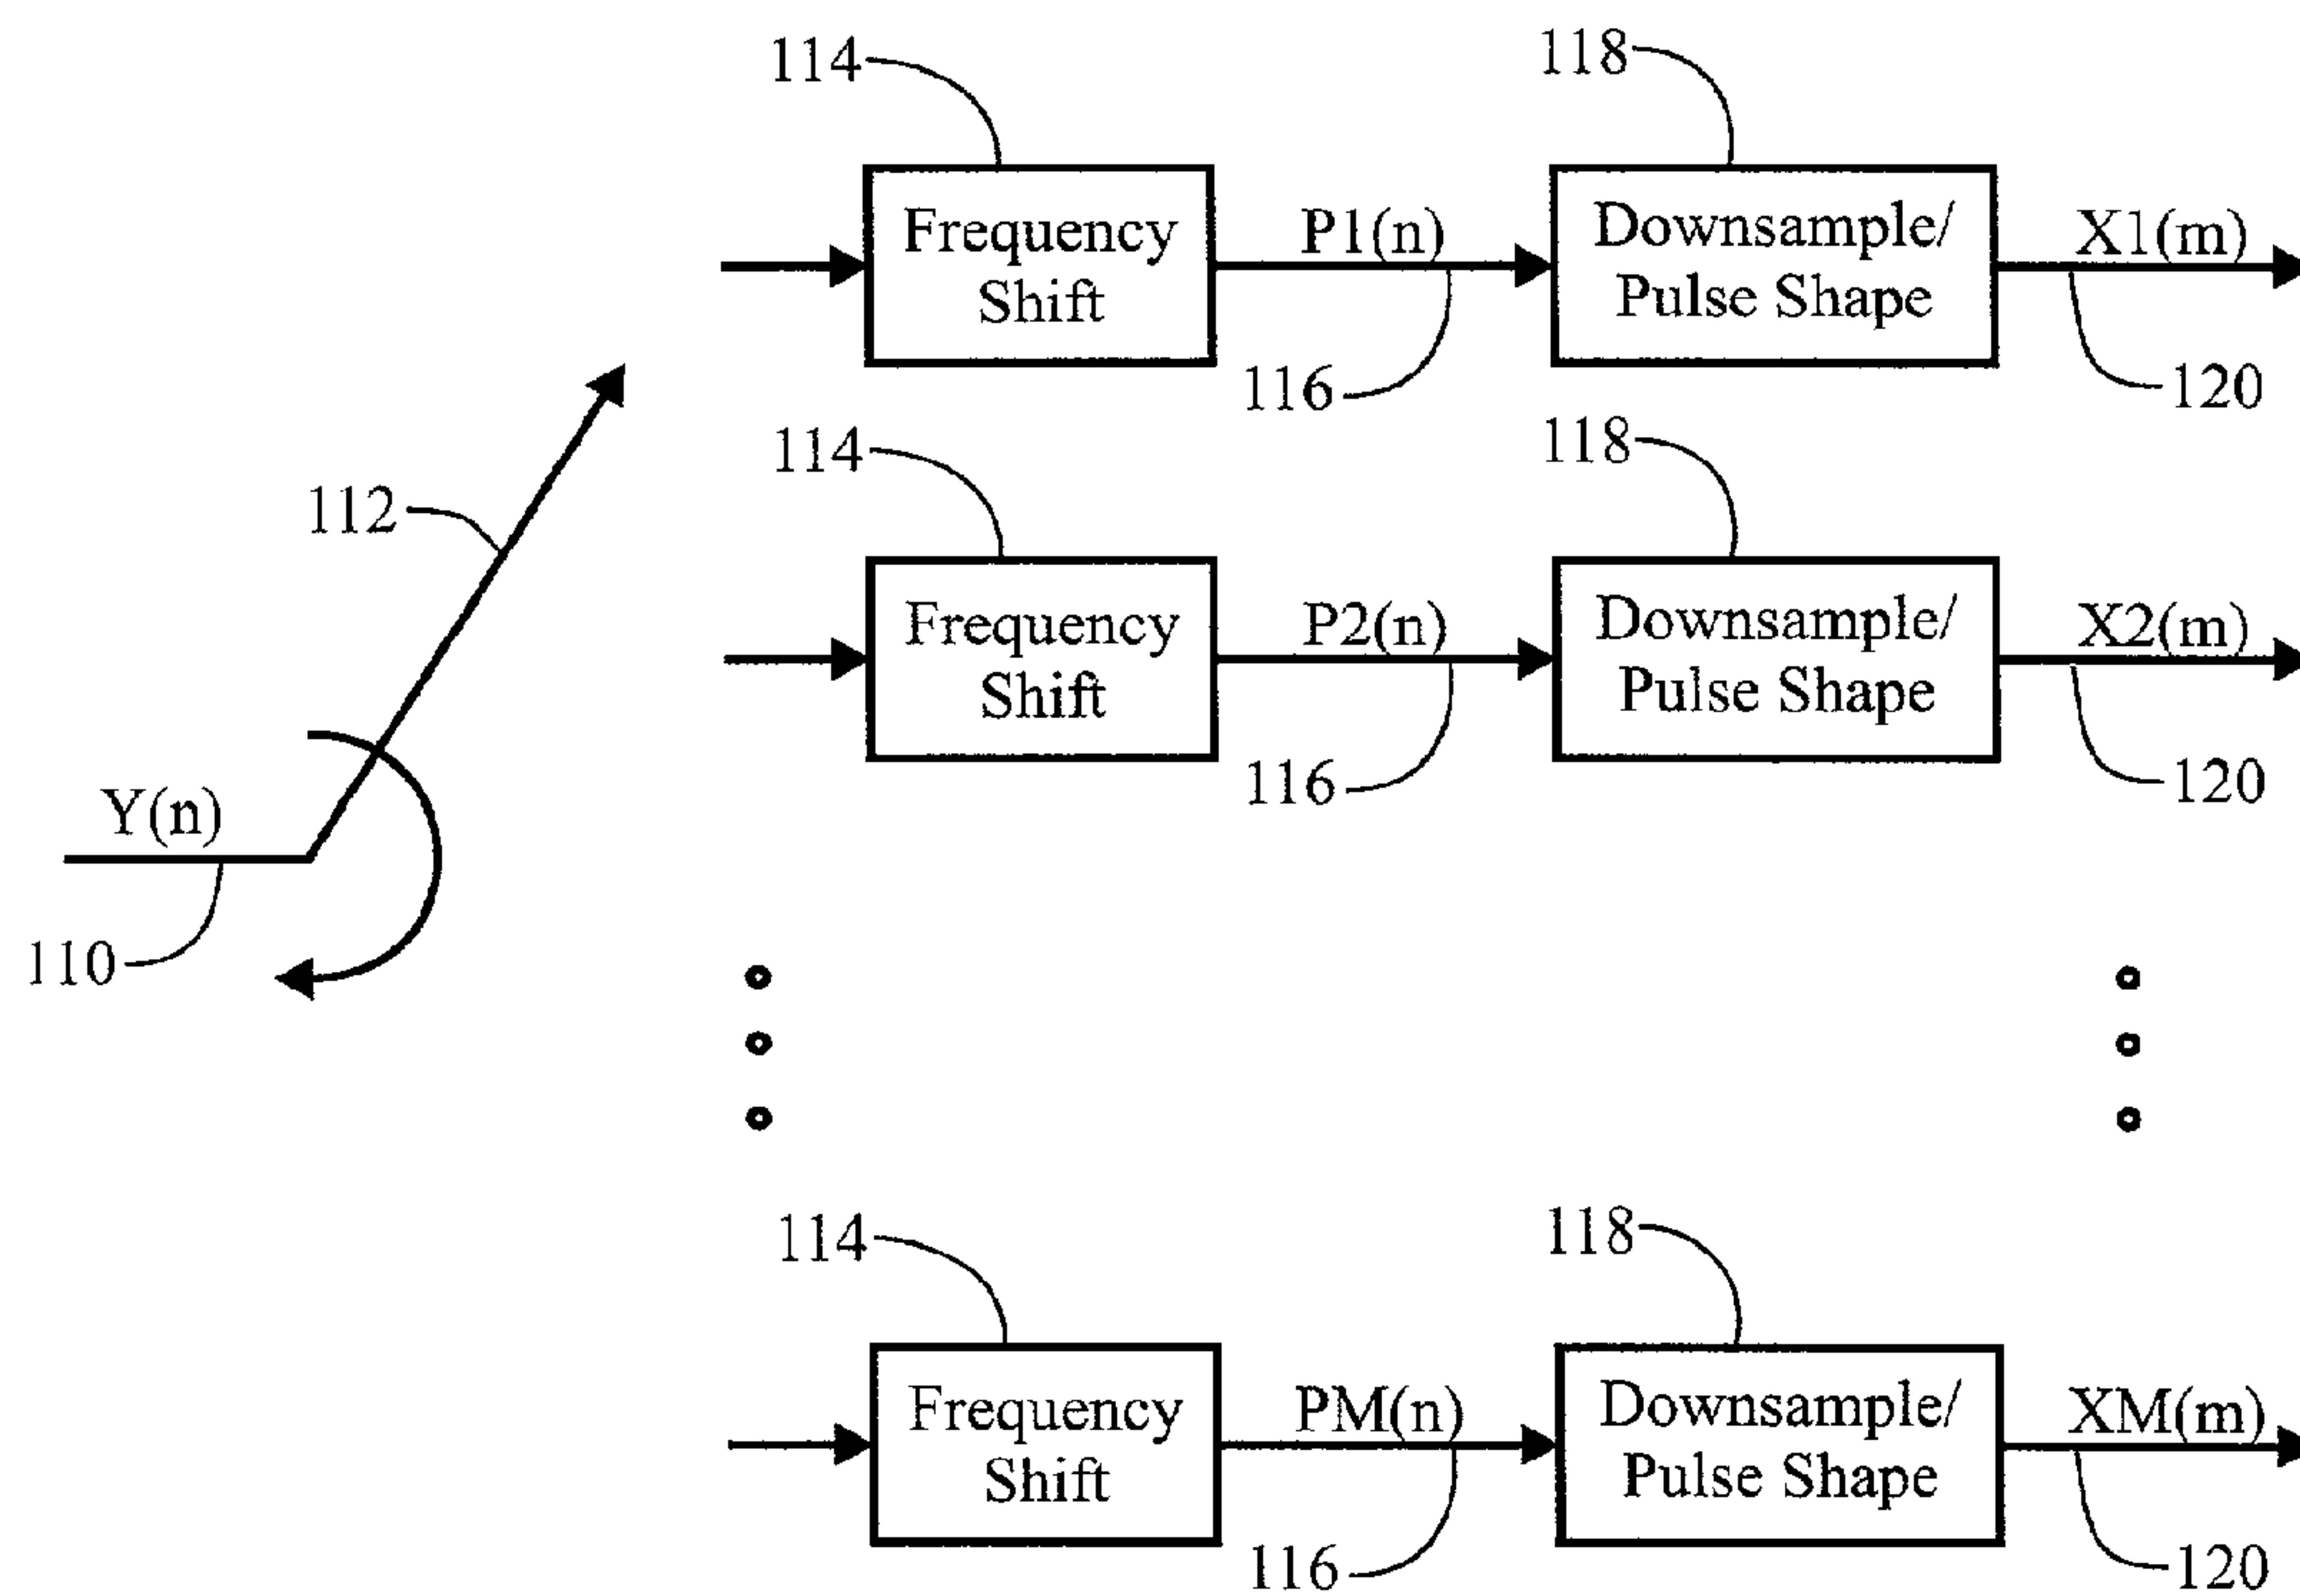 114
118
Frequency
Shift
P1(n)
Downsample/
Pulse Shape
X1(m)
116
120
114
118
112
Frequency
Shift
P2(n)
Downsample/
Pulse Shape
X2(m)
116
120
Y(n)
110
114
118
Frequency
Shift
PM(n)
Downsample/
Pulse Shape
XM(m)
116
120